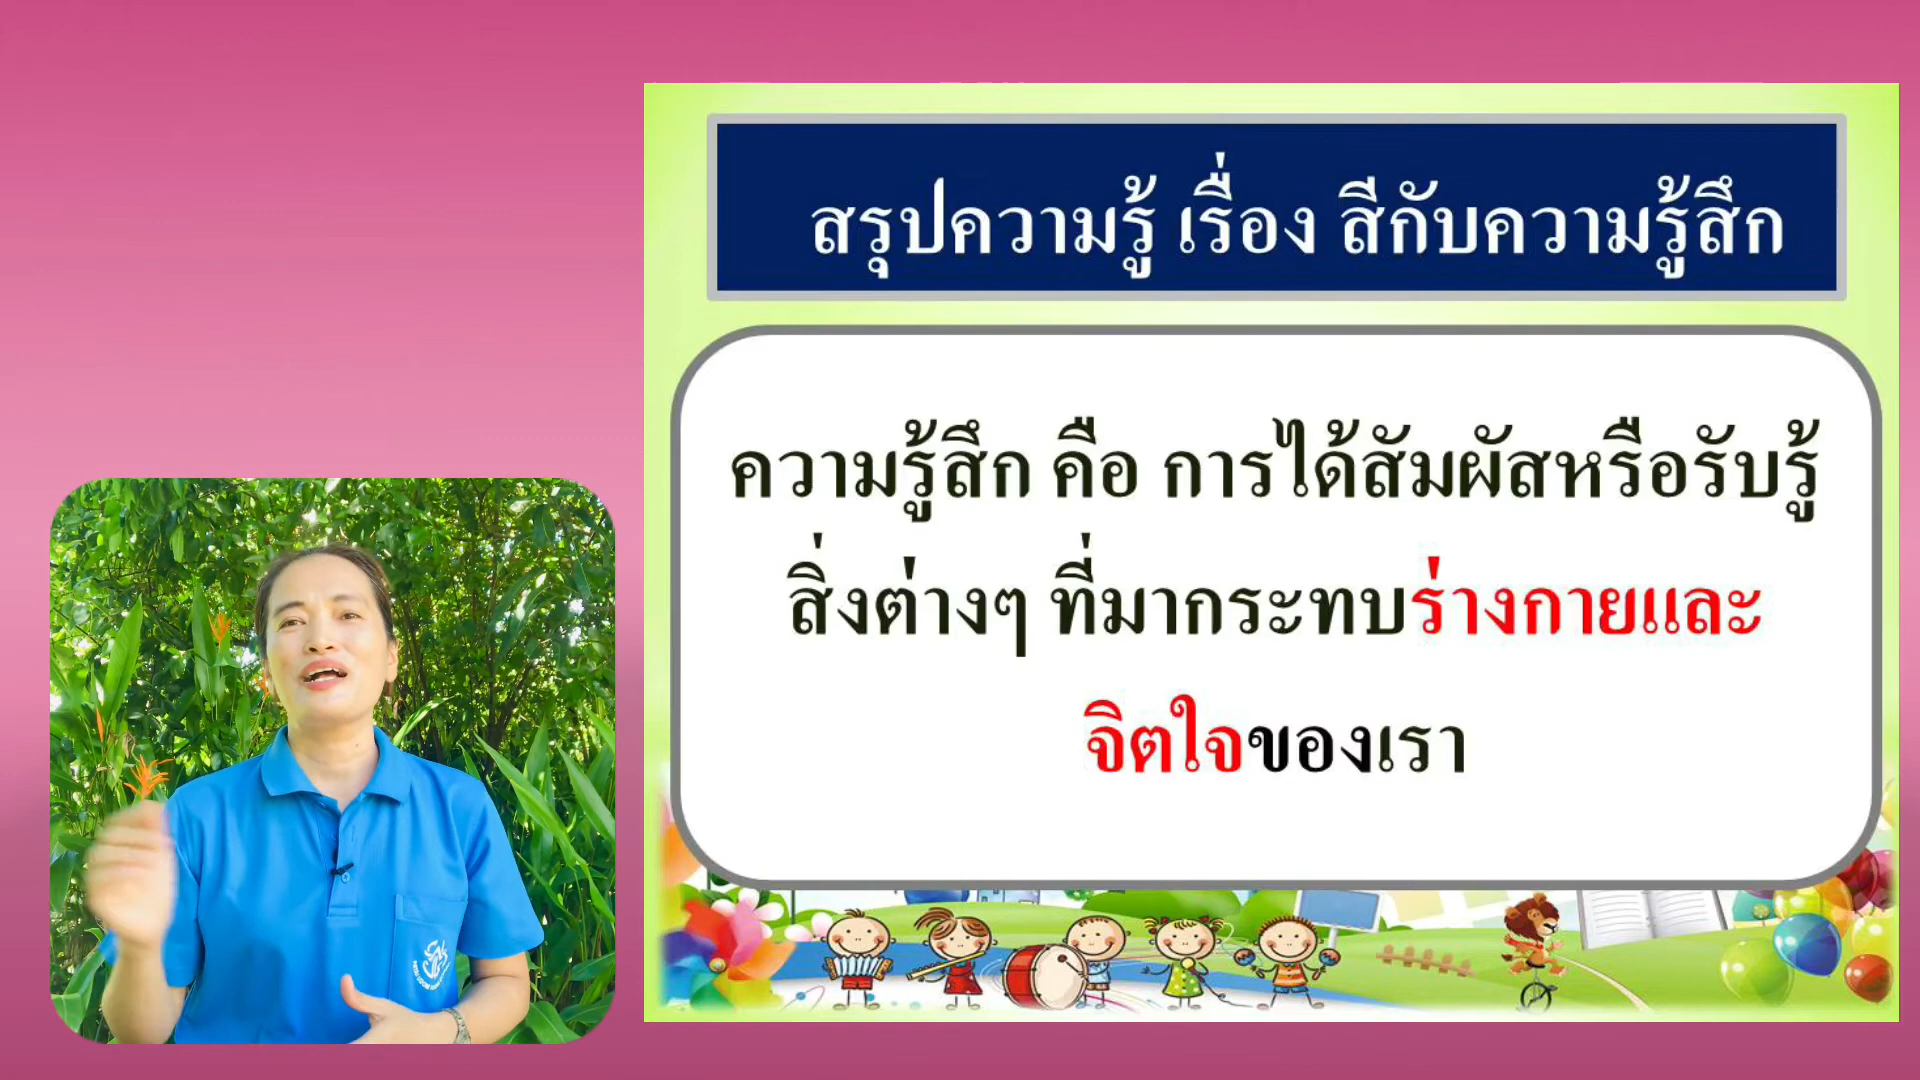 สรุปความรู้ เรื่อง สีกับความรู้สึก
ความรู้สึก คือ การได้สัมผัสหรือรับรู้
สิ่งต่างๆ ที่มากระทบร่างกายและ
จิตใจของเรา